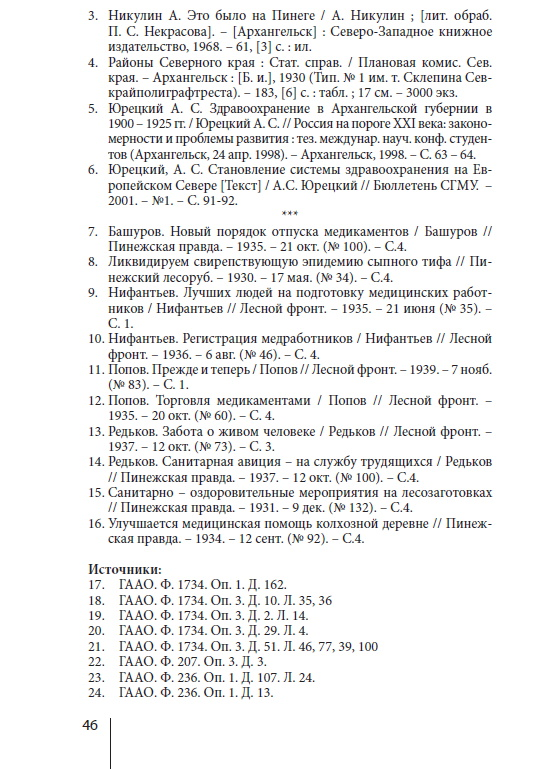 3. Никулин А. Это было на Пинеге / А. Никулин ; [лит. обраб.
П. С. Некрасова]. – [Архангельск] : Северо-Западное книжное
издательство, 1968. – 61, [3] с. : ил.
4. Районы Северного края : Стат. справ. / Плановая комис. Сев.
края. – Архангельск : [Б. и.], 1930 (Тип. № 1 им. т. Склепина Сев-
крайполиграфтреста). – 183, [6] с. : табл. ; 17 см. – 3000 экз.
5. Юрецкий А. С. Здравоохранение в Архангельской губернии в
1900 – 1925 гг. / Юрецкий А. С. // Россия на пороге XXI века: законо-
мерности и проблемы развития : тез. междунар. науч. конф. студен-
тов (Архангельск, 24 апр. 1998). – Архангельск, 1998. – С. 63 – 64.
6. Юрецкий, А. С. Становление системы здравоохранения на Ев-
ропейском Севере [Текст] / А.С. Юрецкий // Бюллетень СГМУ. –
2001. – №1. – С. 91-92.
***
7. Башуров. Новый порядок отпуска медикаментов / Башуров //
Пинежская правда. – 1935. – 21 окт. (№ 100). – С.4.
8. Ликвидируем свирепствующую эпидемию сыпного тифа // Пи-
нежский лесоруб. – 1930. – 17 мая. (№ 34). – С.4.
9. Нифантьев. Лучших людей на подготовку медицинских работ-
ников / Нифантьев // Лесной фронт. – 1935. – 21 июня (№ 35). –
С. 1.
10. Нифантьев. Регистрация медработников / Нифантьев // Лесной
фронт. – 1936. – 6 авг. (№ 46). – С. 4.
11. Попов. Прежде и теперь / Попов // Лесной фронт. – 1939. – 7 нояб.
(№ 83). – С. 1.
12. Попов. Торговля медикаментами / Попов // Лесной фронт. –
1935. – 20 окт. (№ 60). – С. 4.
13. Редьков. Забота о живом человеке / Редьков // Лесной фронт. –
1937. – 12 окт (№ 73). – С. 3.
14. Редьков. Санитарная авиция – на службу трудящихся / Редьков
// Пинежская правда. – 1937. – 12 окт. (№ 100). – С.4.
15. Санитарно – оздоровительные мероприятия на лесозаготовках
// Пинежская правда. – 1931. – 9 дек. (№ 132). – С.4.
16. Улучшается медицинская помощь колхозной деревне // Пинеж-
ская правда. – 1934. – 12 сент. (№ 92). – С.4.
Источники:
17. ГААО. Ф. 1734. Оп. 1. Д. 162.
18. ГААО. Ф. 1734. Оп. 3. Д. 10. Л. 35, 36
19. ГААО. Ф. 1734. Оп. 3. Д. 2. Л. 14.
20. ГААО. Ф. 1734. Оп. 3. Д. 29. Л. 4.
21. ГААО. Ф. 1734. Оп. 3. Д. 51. Л. 46, 77, 39, 100
22. ГААО. Ф. 207. Оп. 3. Д. 3.
23. ГААО. Ф. 236. Оп. 1. Д. 107. Л. 24.
24. ГААО. Ф. 236. Оп. 1. Д. 13.
46